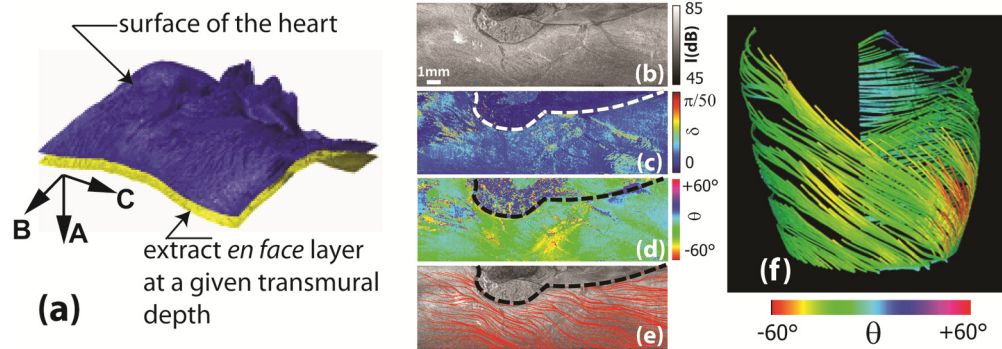 surface of the heart
B
A
C
extract en face layer
at a given transmural
depth
(a)
1mm
(b)
85
I(dB)
45
(c)
π/50
δ
0
(d)
+60°
θ
-60°
(e)
(f)
-60°
θ
+60°